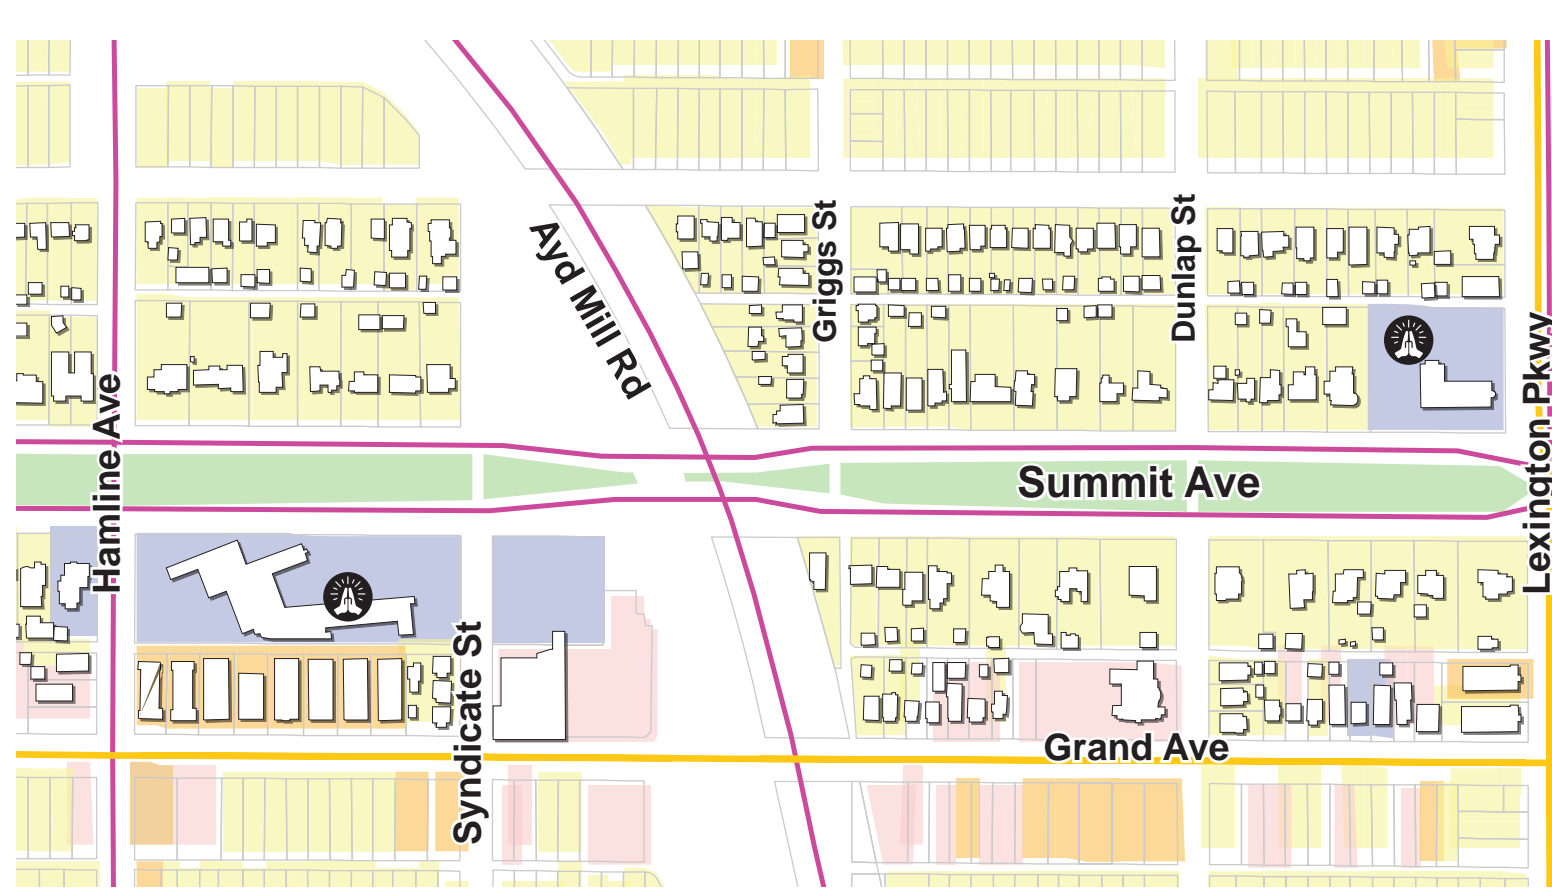 Griggs St
Dunlap St
Ayd Mill Rd
Hamline Ave
Lexington Pkwy
Summit Ave
Syndicate St
Grand Ave